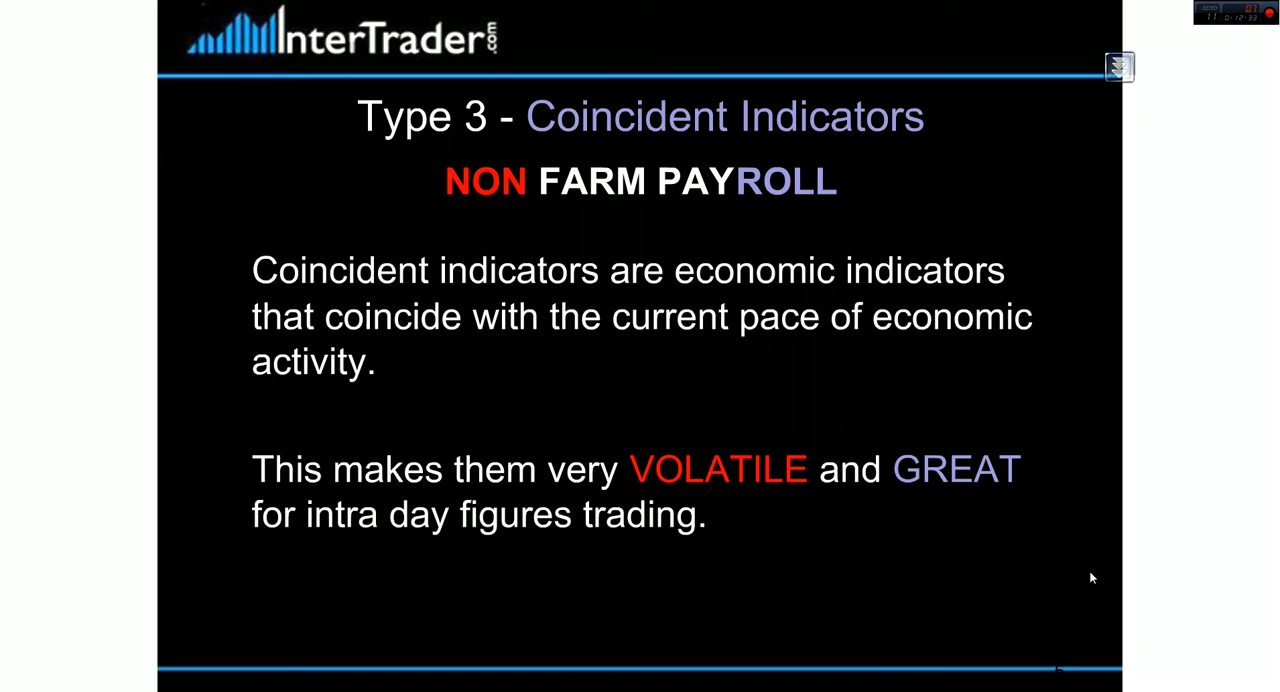 InterTrader.com
Type 3 - Coincident Indicators
NON FARM PAYROLL
Coincident indicators are economic indicators
that coincide with the current pace of economic
activity.
This makes them very VOLATILE and GREAT
for intra day figures trading.